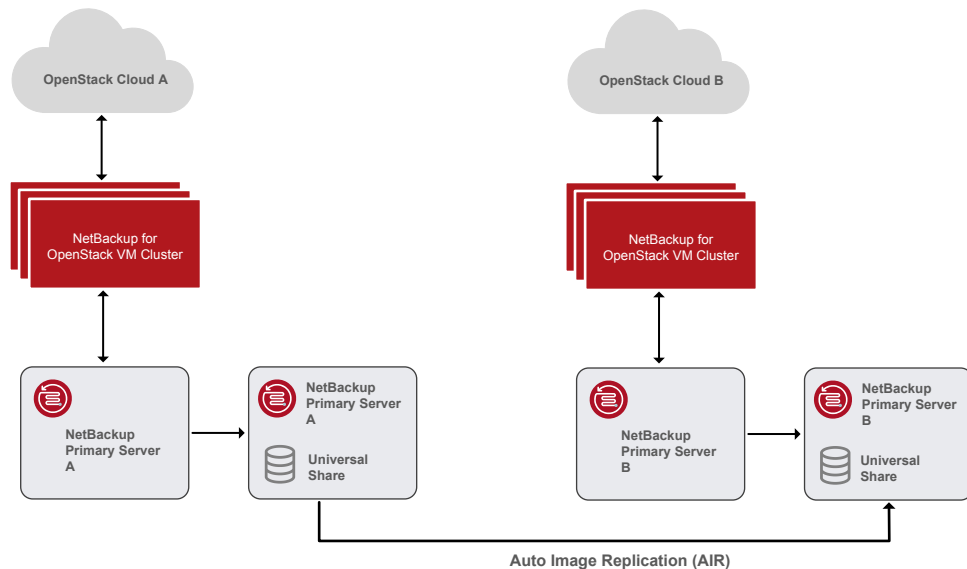 OpenStack Cloud A
OpenStack Cloud B
NetBackup for
OpenStack VM Cluster
NetBackup for
OpenStack VM Cluster
NetBackup
Primary Server
A
NetBackup
Primary Server
A
Universal
Share
NetBackup
Primary Server
B
NetBackup
Primary Server
B
Universal
Share
Auto Image Replication (AIR)